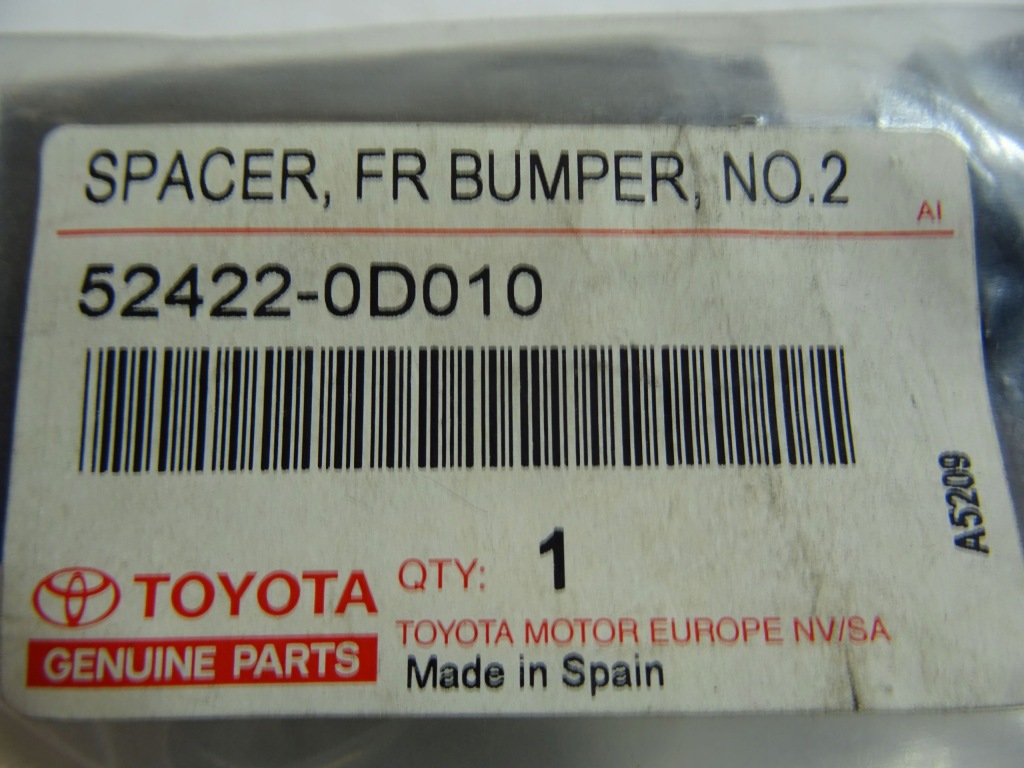 SPACER, FR BUMPER, NO.2
AI
52422-0D010
A5209
QTY: 1
TOYOTA
TOYOTA MOTOR EUROPE NV/SA
GENUINE PARTS
Made in Spain